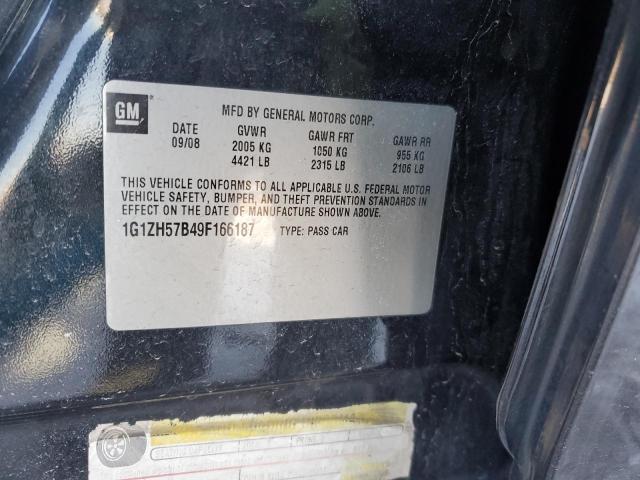 GM
MFD BY GENERAL MOTORS CORP.
DATE GVWR GAWR FRT GAWR RR
09/08 2005 KG 1050 KG 955 KG
4421 LB 2315 LB 2106 LB
THIS VEHICLE CONFORMS TO ALL APPLICABLE U.S. FEDERAL MOTOR
VEHICLE SAFETY, BUMPER, AND THEFT PREVENTION STANDARDS
IN EFFECT ON THE DATE OF MANUFACTURE SHOWN ABOVE.
1G1ZH57B49F166187 TYPE: PASS CAR